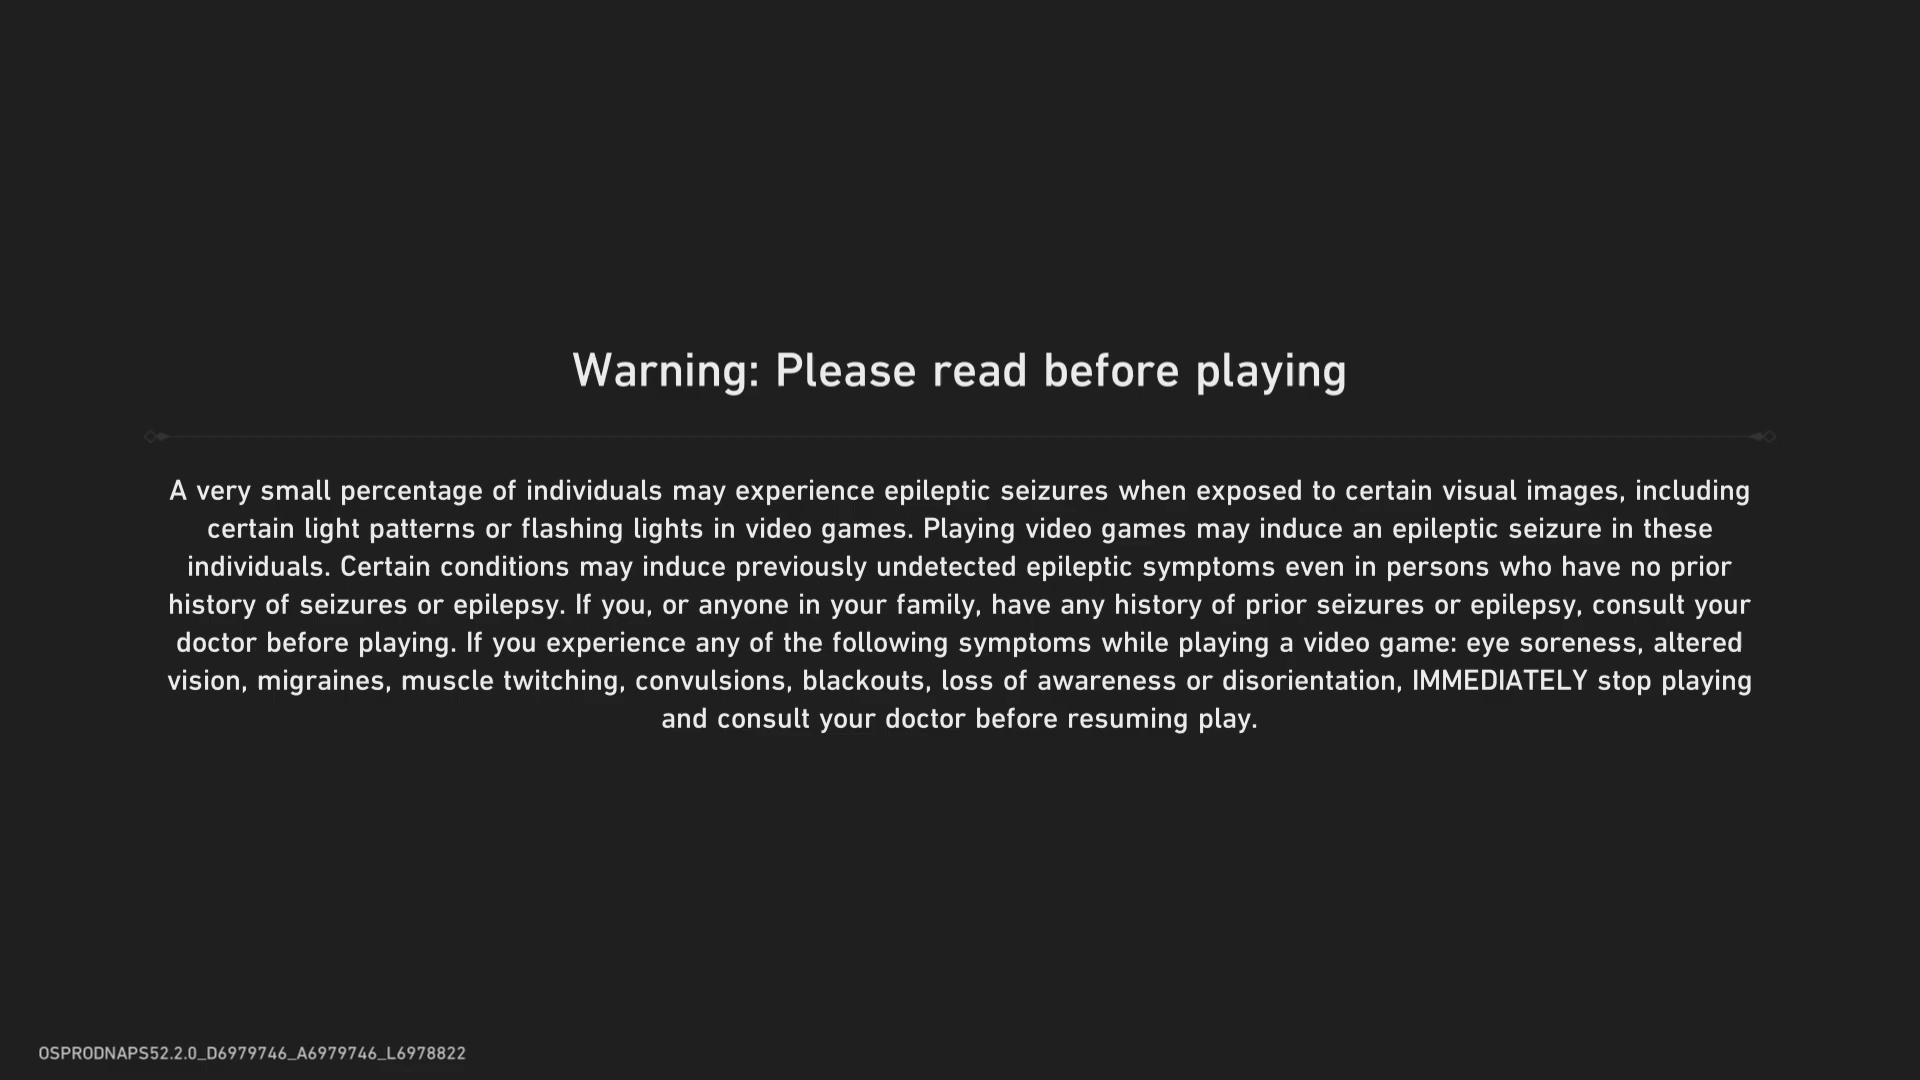 Warning: Please read before playing
A very small percentage of individuals may experience epileptic seizures when exposed to certain visual images, including
certain light patterns or flashing lights in video games. Playing video games may induce an epileptic seizure in these
individuals. Certain conditions may induce previously undetected epileptic symptoms even in persons who have no prior
history of seizures or epilepsy. If you, or anyone in your family, have any history of prior seizures or epilepsy, consult your
doctor before playing. If you experience any of the following symptoms while playing a video game: eye soreness, altered
vision, migraines, muscle twitching, convulsions, blackouts, loss of awareness or disorientation, IMMEDIATELY stop playing
and consult your doctor before resuming play.
OSPRODNAPS52.2.0_D6979746_A6979746_L6978822